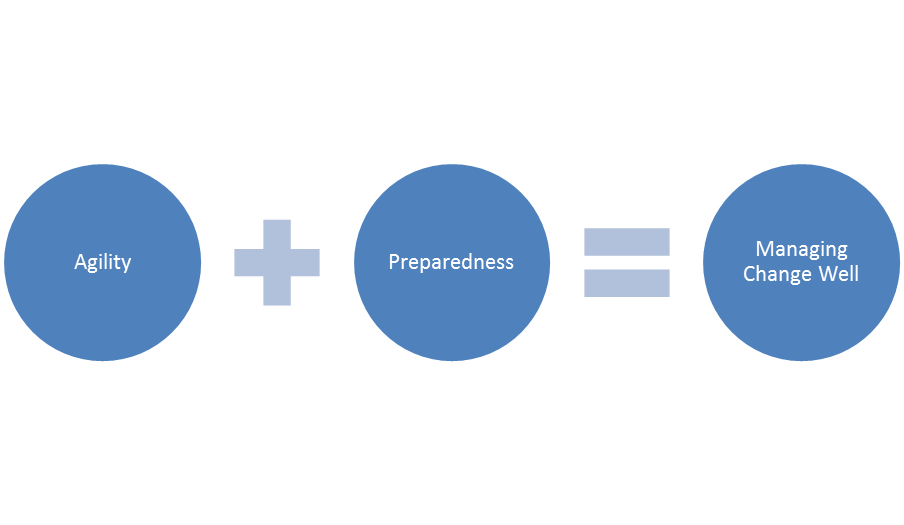 Agility
Preparedness
Managing
Change Well